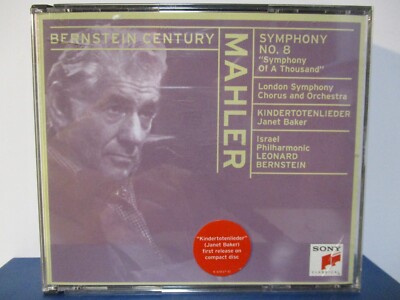 BERNSTEIN CENTURY
MAHLER
SYMPHONY
NO. 8
"Symphony
Of A Thousand"
London Symphony
Chorus and Orchestra
KINDERTOTENLIEDER
Janet Baker
Israel
Philharmonic
LEONARD
BERNSTEIN
"Kindertotenlieder"
(Janet Baker)
first release on
compact disc
SONY
CLASSICAL